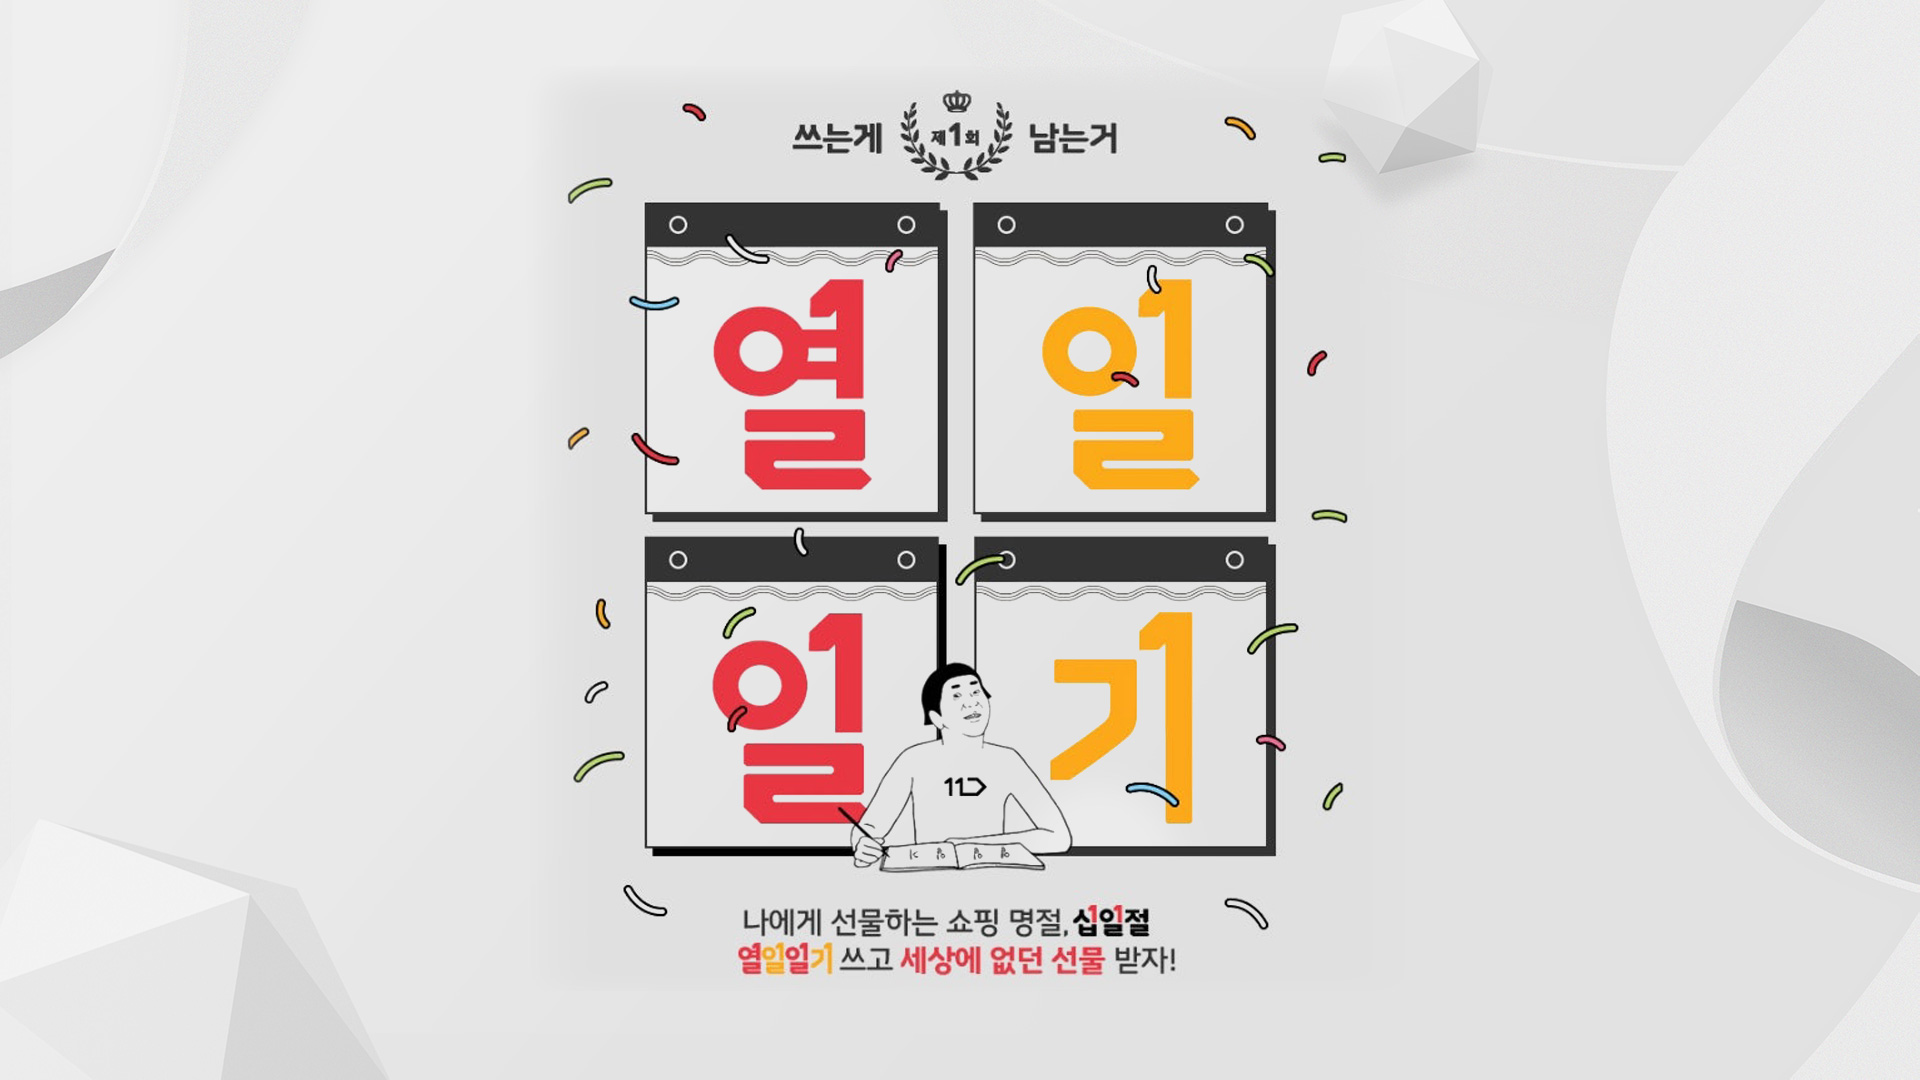 쓰는게 제1회 남는거
열 일
일 기
11
나에게 선물하는 쇼핑 명절, 십일절
열일일기 쓰고 세상에 없던 선물 받자!